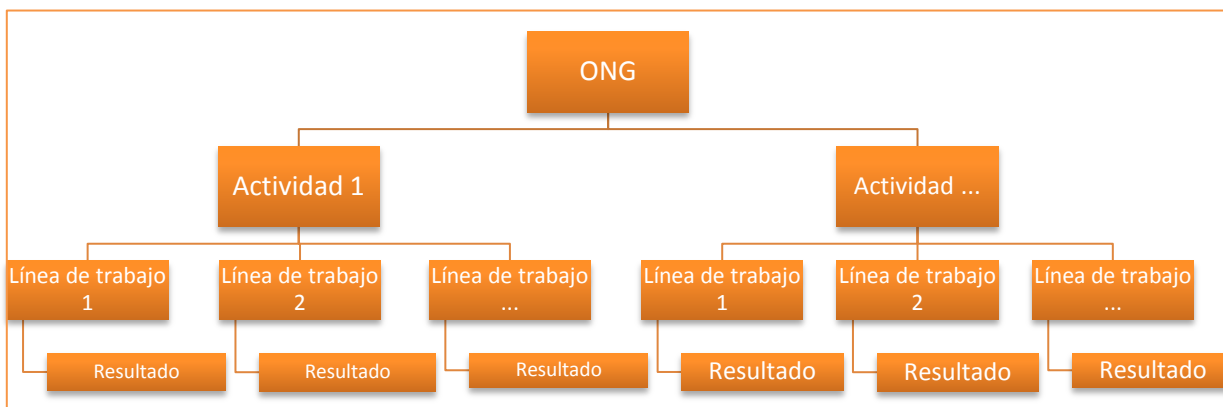 ONG
Actividad 1
Actividad ...
Línea de trabajo
1
Línea de trabajo
2
Línea de trabajo
...
Línea de trabajo
1
Línea de trabajo
2
Línea de trabajo
...
Resultado
Resultado
Resultado
Resultado
Resultado
Resultado